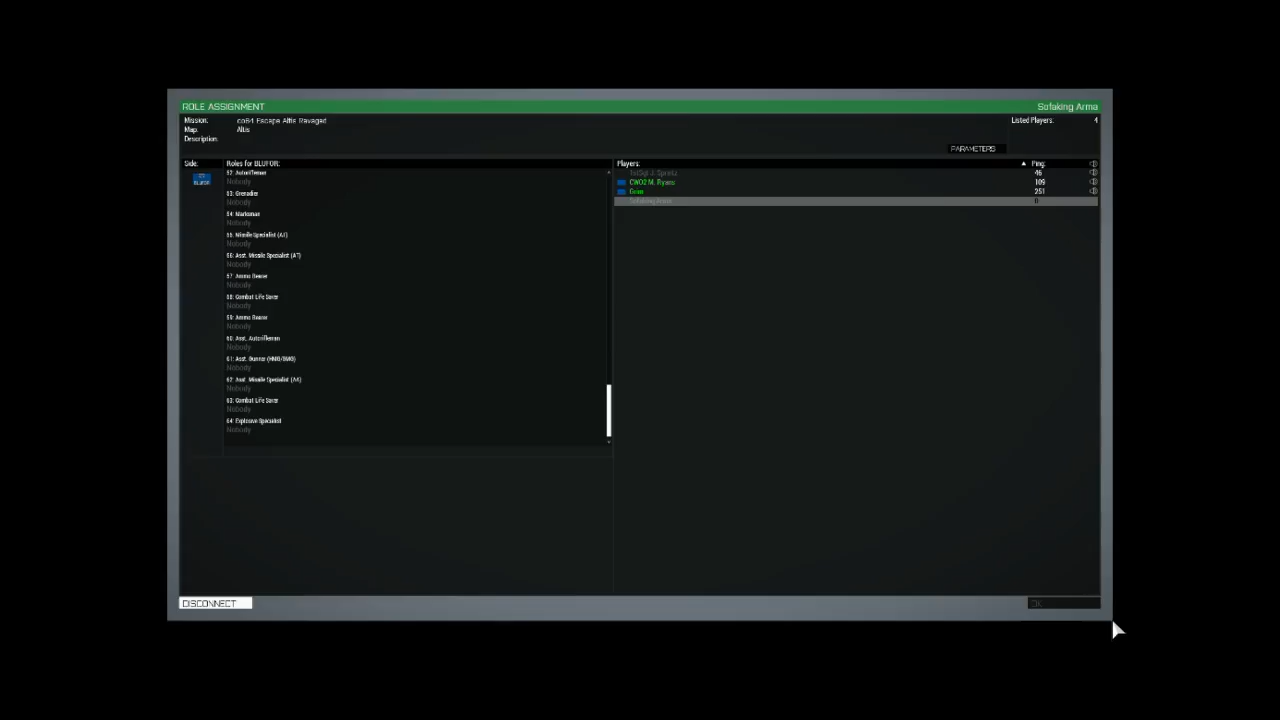 ROLE ASSIGNMENT
Sofaking Arma
Mission: co64 Escape Altis Ravaged
Listed Players: 4
Map: Altis
Description:
PARAMETERS
Side:
Roles for BLUFOR:
Players:
Ping:
BLUFOR
52: Autorifleman
Nobody
53: Grenadier
Nobody
54: Marksman
Nobody
55: Missile Specialist (AT)
Nobody
56: Asst. Missile Specialist (AT)
Nobody
57: Ammo Bearer
Nobody
58: Combat Life Saver
Nobody
59: Ammo Bearer
Nobody
60: Asst. Autorifleman
Nobody
61: Asst. Gunner (HMG/GMG)
Nobody
62: Asst. Missile Specialist (AA)
Nobody
63: Combat Life Saver
Nobody
64: Explosive Specialist
Nobody
46
CWO2 M. Ryans 109
251
Sofaking Arma 0
DISCONNECT
OK